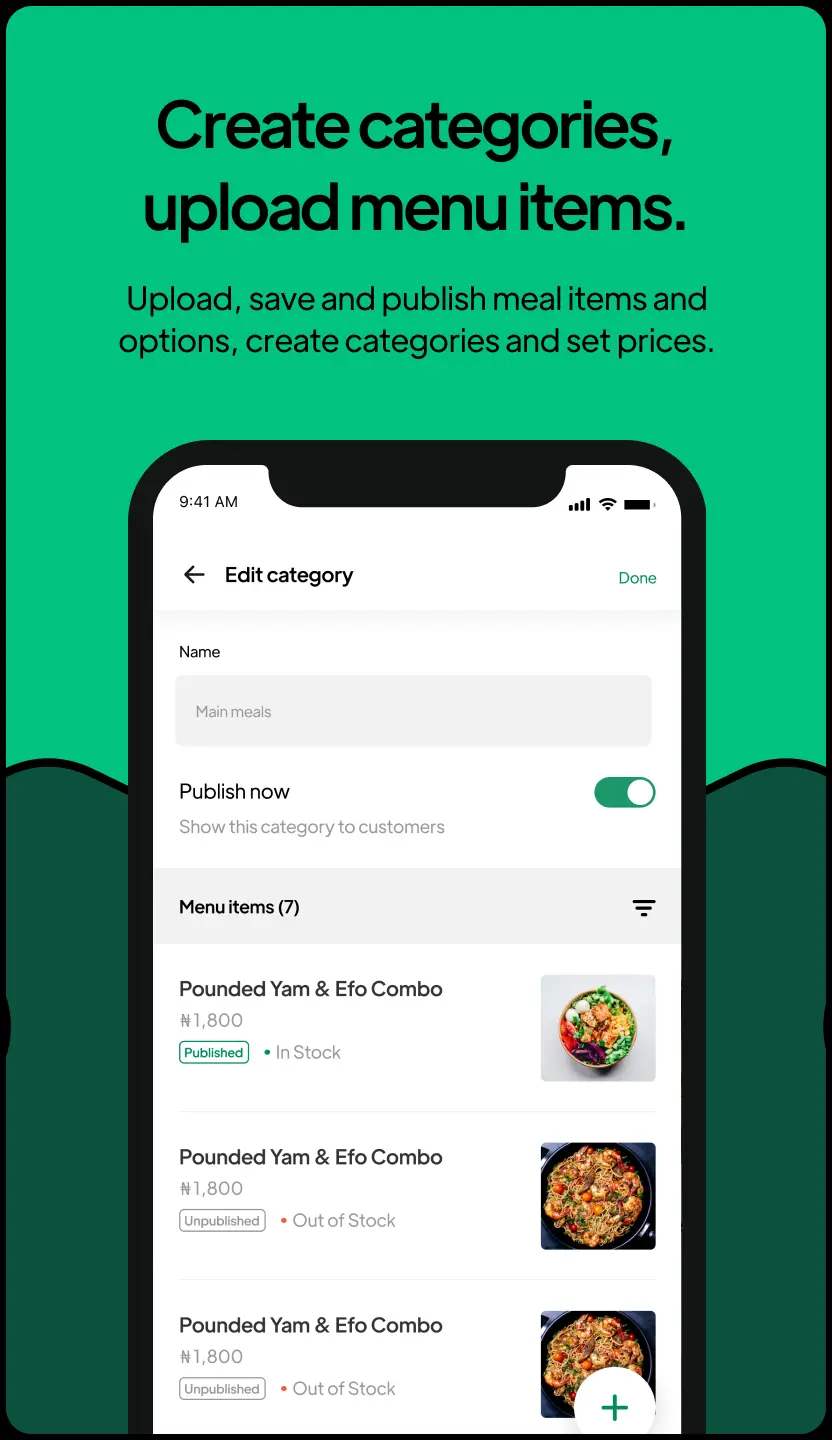 Create categories,
upload menu items.
Upload, save and publish meal items and
options, create categories and set prices.
9:41 AM
Edit category
Done
Name
Main meals
Publish now
Show this category to customers
Menu items (7)
Pounded Yam & Efo Combo
₦1,800
Published • In Stock
Pounded Yam & Efo Combo
₦1,800
Unpublished • Out of Stock
Pounded Yam & Efo Combo
₦1,800
Unpublished • Out of Stock